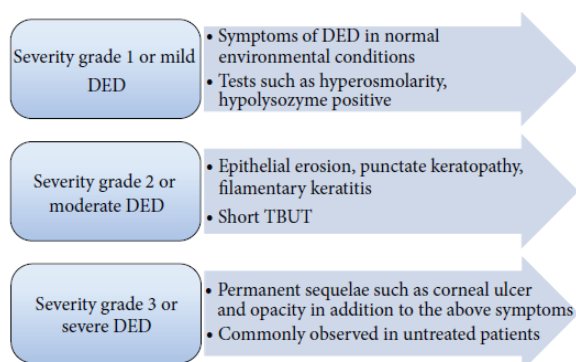 Severity grade 1 or mild
DED
• Symptoms of DED in normal
environmental conditions
• Tests such as hyperosmolarity,
hypolysozyme positive
Severity grade 2 or
moderate DED
• Epithelial erosion, punctate keratopathy,
filamentary keratitis
• Short TBUT
Severity grade 3 or
severe DED
• Permanent sequelae such as corneal ulcer
and opacity in addition to the above symptoms
• Commonly observed in untreated patients